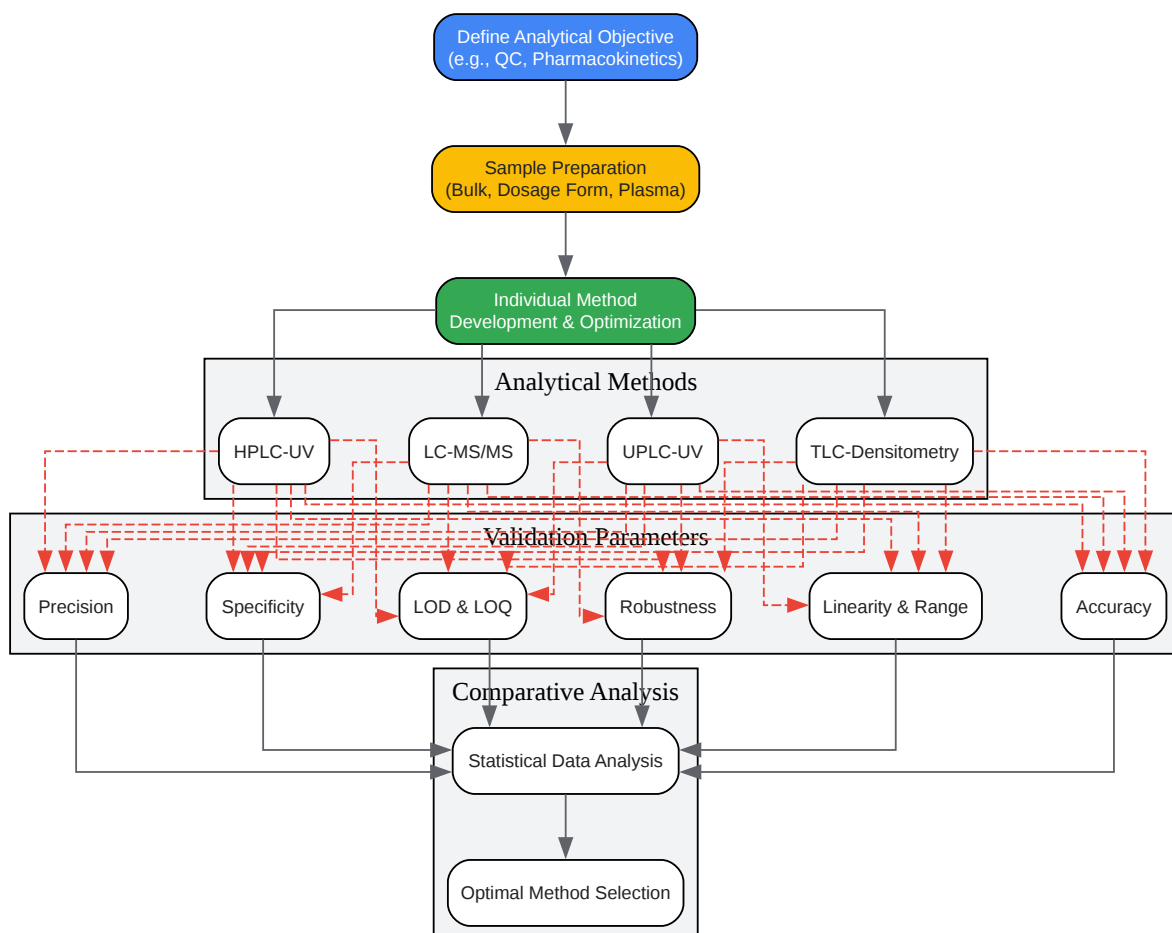 Define Analytical Objective
(e.g., QC, Pharmacokinetics)
Sample Preparation
(Bulk, Dosage Form, Plasma)
Individual Method
Development & Optimization
Analytical Methods
HPLC-UV
LC-MS/MS
UPLC-UV
TLC-Densitometry
Validation Parameters
Precision
Specificity
LOD & LOQ
Robustness
Linearity & Range
Accuracy
Comparative Analysis
Statistical Data Analysis
Optimal Method Selection